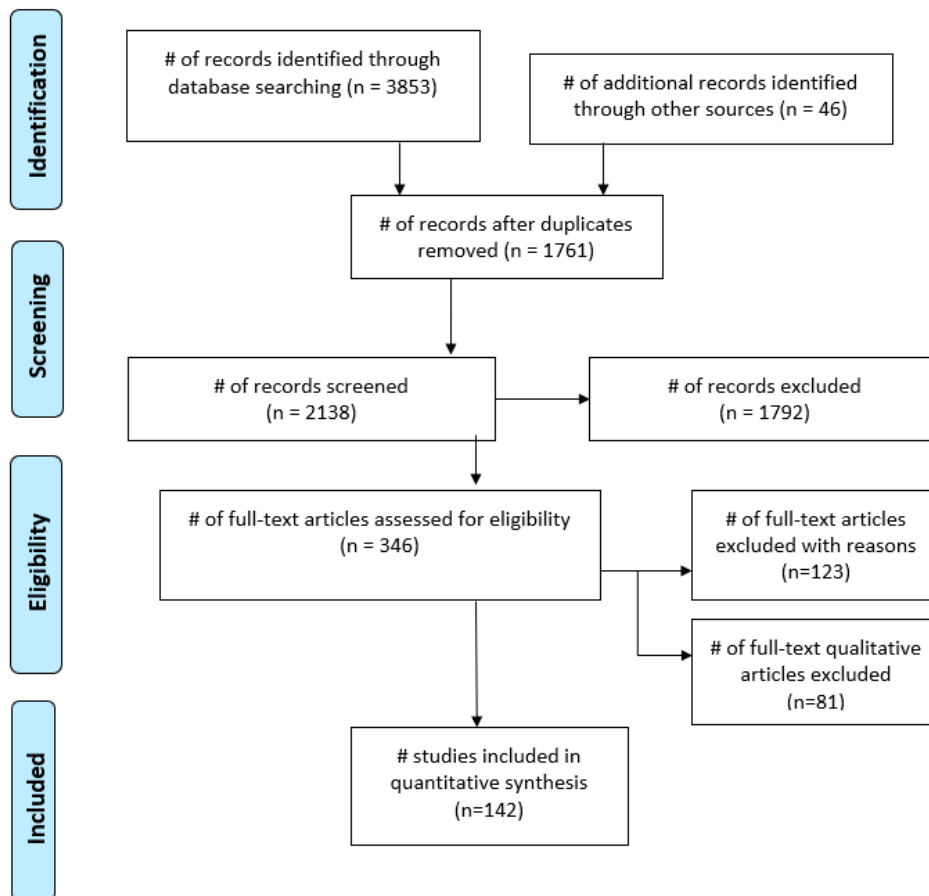 Identification
# of records identified through
database searching (n = 3853)
# of additional records identified
through other sources (n = 46)
# of records after duplicates
removed (n = 1761)
Screening
# of records screened
(n = 2138)
# of records excluded
(n = 1792)
Eligibility
# of full-text articles assessed for eligibility
(n = 346)
# of full-text articles
excluded with reasons
(n=123)
# of full-text qualitative
articles excluded
(n=81)
Included
# studies included in
quantitative synthesis
(n=142)